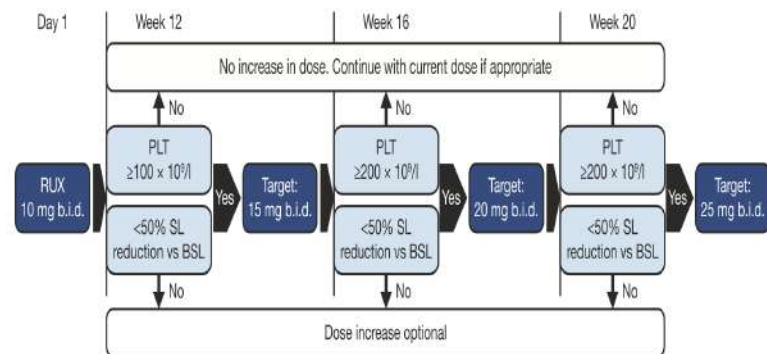 Day 1
Week 12
Week 16
Week 20
No increase in dose. Continue with current dose if appropriate
No
No
No
RUX
10 mg b.i.d.
PLT
≥100 × 10⁹/l
<50% SL
reduction vs BSL
Yes
Target:
15 mg b.i.d.
PLT
≥200 × 10⁹/l
<50% SL
reduction vs BSL
Yes
Target:
20 mg b.i.d.
PLT
≥200 × 10⁹/l
<50% SL
reduction vs BSL
Yes
Target:
25 mg b.i.d.
No
No
No
Dose increase optional